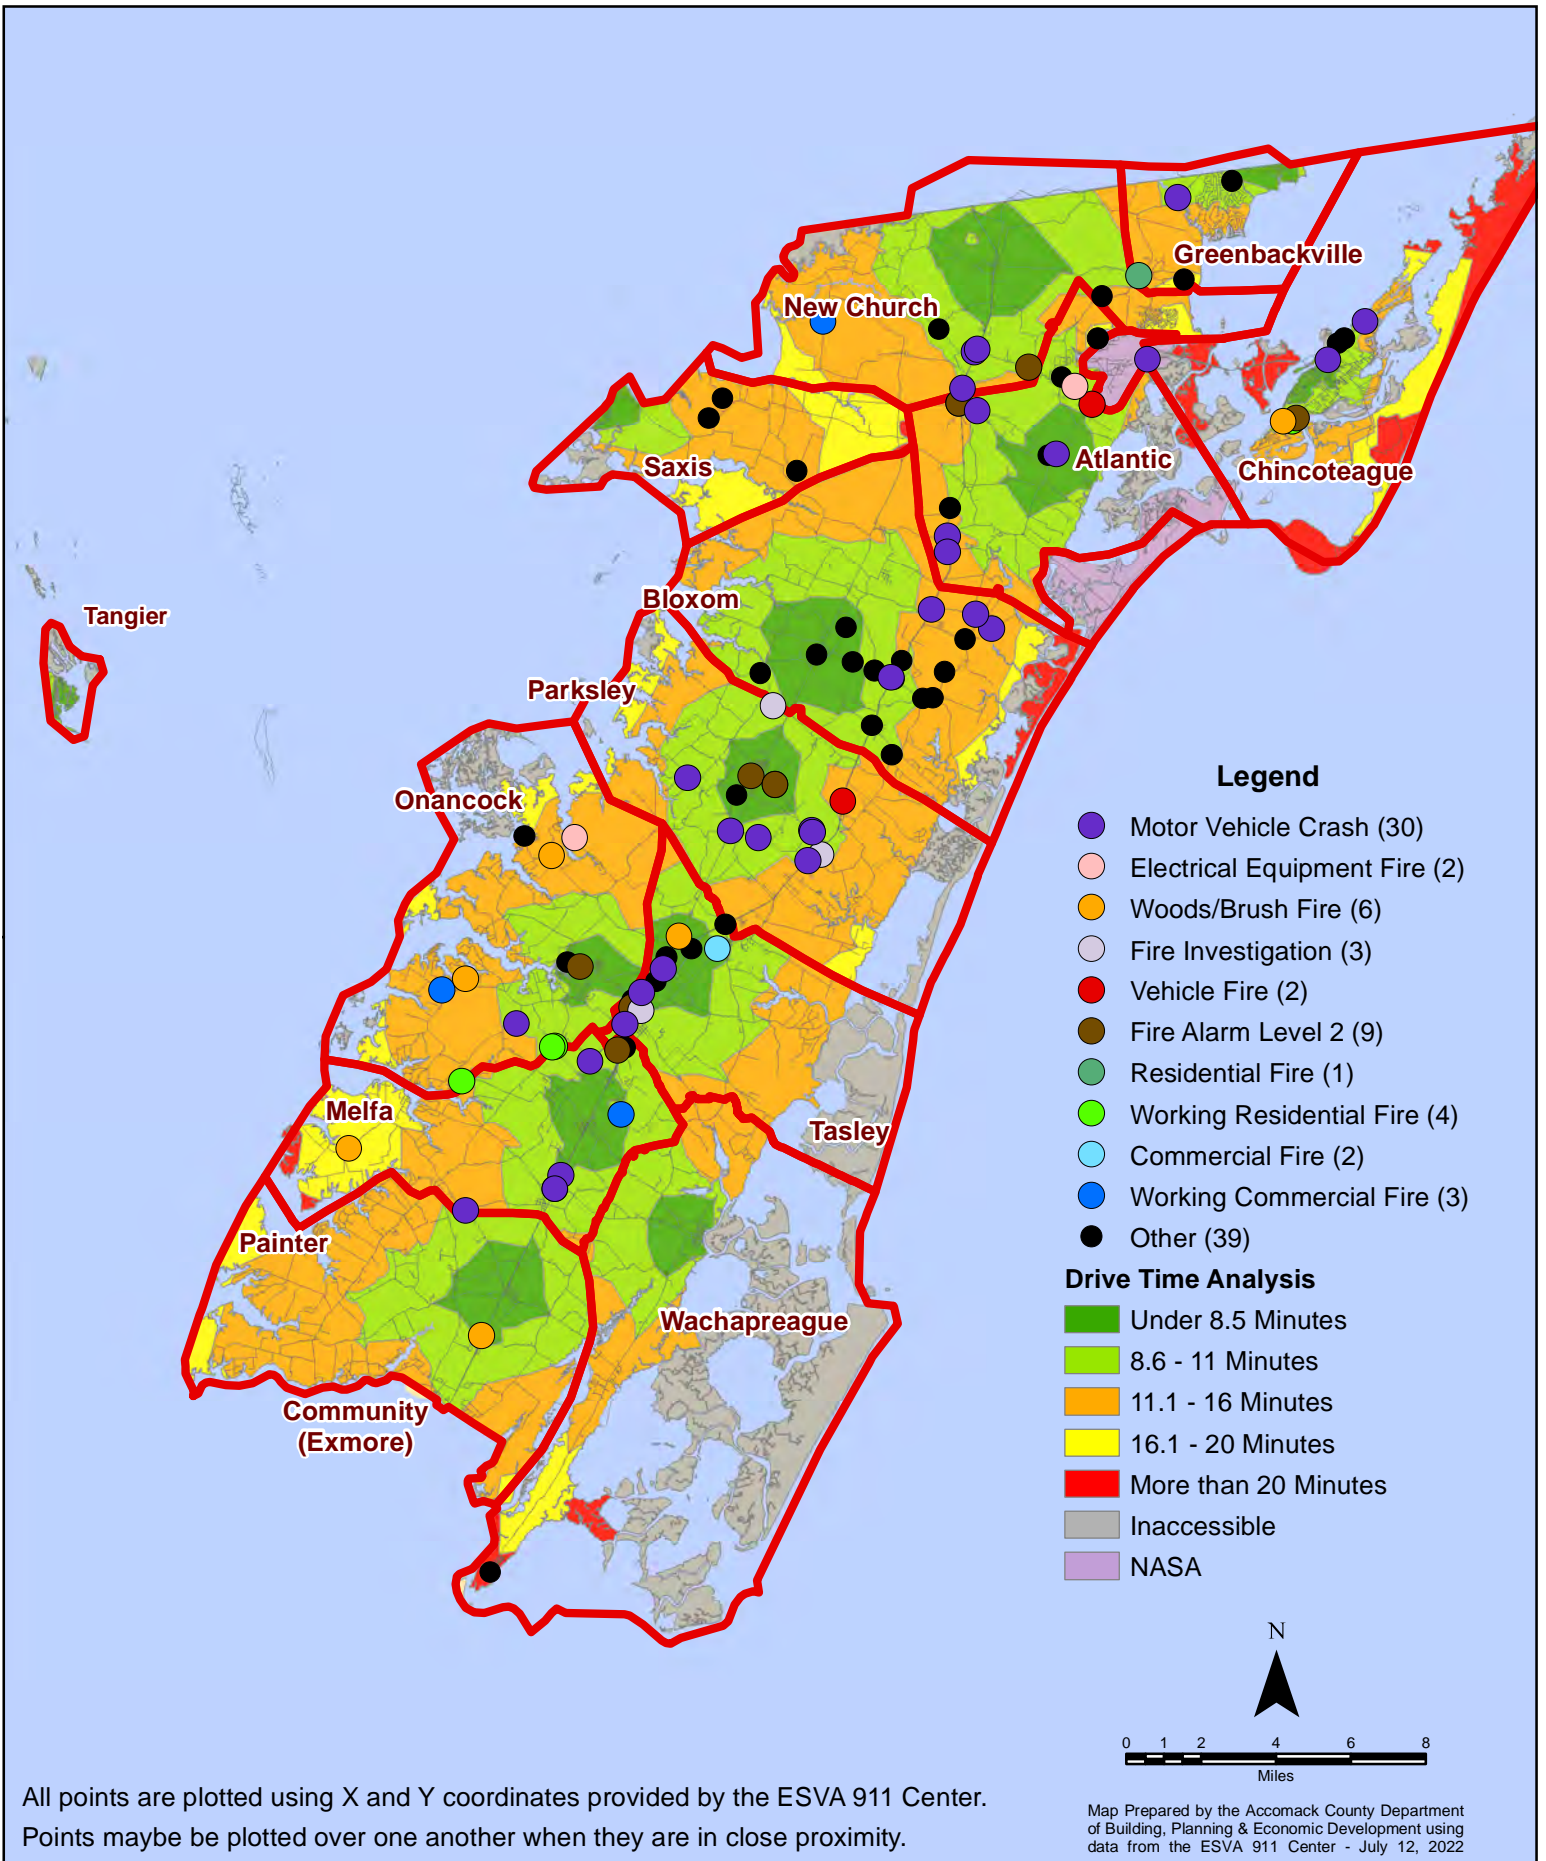 Greenbackville
New Church
Saxis
Atlantic
Chincoteague
Bloxom
Tangier
Parksley
Onancock
Melfa
Tasley
Painter
Wachapreague
Community
(Exmore)
Legend
Motor Vehicle Crash (30)
Electrical Equipment Fire (2)
Woods/Brush Fire (6)
Fire Investigation (3)
Vehicle Fire (2)
Fire Alarm Level 2 (9)
Residential Fire (1)
Working Residential Fire (4)
Commercial Fire (2)
Working Commercial Fire (3)
Other (39)
Drive Time Analysis
Under 8.5 Minutes
8.6 - 11 Minutes
11.1 - 16 Minutes
16.1 - 20 Minutes
More than 20 Minutes
Inaccessible
NASA
N
0 1 2 4 6 8
Miles
All points are plotted using X and Y coordinates provided by the ESVA 911 Center.
Points maybe be plotted over one another when they are in close proximity.
Map Prepared by the Accomack County Department
of Building, Planning & Economic Development using
data from the ESVA 911 Center - July 12, 2022